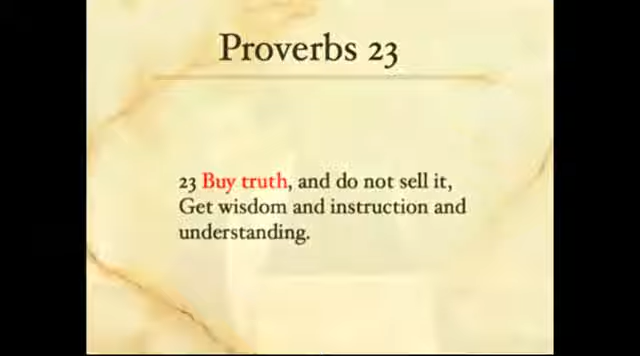 Proverbs 23
23 Buy truth, and do not sell it,
Get wisdom and instruction and
understanding.